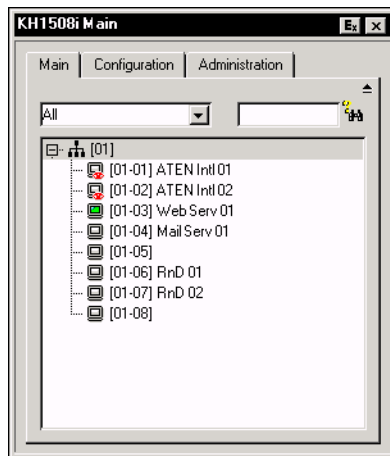 KH1508i Main
Ex
Main Configuration Administration
All
[01]
[01-01] ATEN Intl 01
[01-02] ATEN Intl 02
[01-03] Web Serv 01
[01-04] Mail Serv 01
[01-05]
[01-06] RnD 01
[01-07] RnD 02
[01-08]